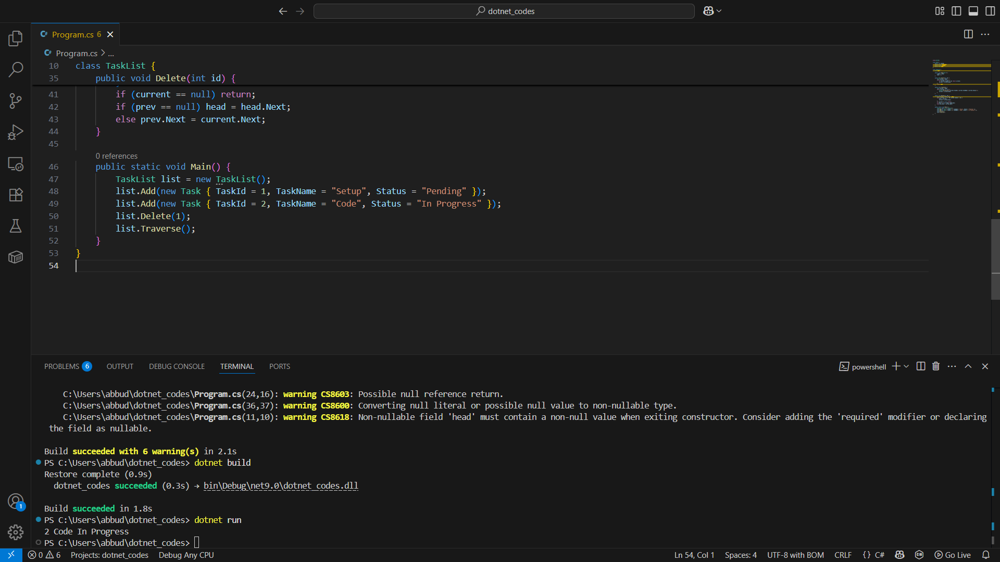 dotnet_codes
Program.cs 6
Program.cs > ...
10 class TaskList {
35 public void Delete(int id) {
41 if (current == null) return;
42 if (prev == null) head = head.Next;
43 else prev.Next = current.Next;
44 }
45
0 references
46 public static void Main() {
47 TaskList list = new TaskList();
48 list.Add(new Task { TaskId = 1, TaskName = "Setup", Status = "Pending" });
49 list.Add(new Task { TaskId = 2, TaskName = "Code", Status = "In Progress" });
50 list.Delete(1);
51 list.Traverse();
52 }
53 }
54
PROBLEMS 6 OUTPUT DEBUG CONSOLE TERMINAL PORTS powershell
C:\Users\abbud\dotnet_codes\Program.cs(24,16): warning CS8603: Possible null reference return.
C:\Users\abbud\dotnet_codes\Program.cs(36,37): warning CS8600: Converting null literal or possible null value to non-nullable type.
C:\Users\abbud\dotnet_codes\Program.cs(11,10): warning CS8618: Non-nullable field 'head' must contain a non-null value when exiting constructor. Consider adding the 'required' modifier or declaring
the field as nullable.
Build succeeded with 6 warning(s) in 2.1s
PS C:\Users\abbud\dotnet_codes> dotnet build
Restore complete (0.9s)
dotnet_codes succeeded (0.3s) → bin\Debug\net9.0\dotnet_codes.dll
Build succeeded in 1.8s
PS C:\Users\abbud\dotnet_codes> dotnet run
2 Code In Progress
PS C:\Users\abbud\dotnet_codes>
1
0 6 Projects: dotnet_codes Debug Any CPU Ln 54, Col 1 Spaces: 4 UTF-8 with BOM CRLF {} C# Go Live